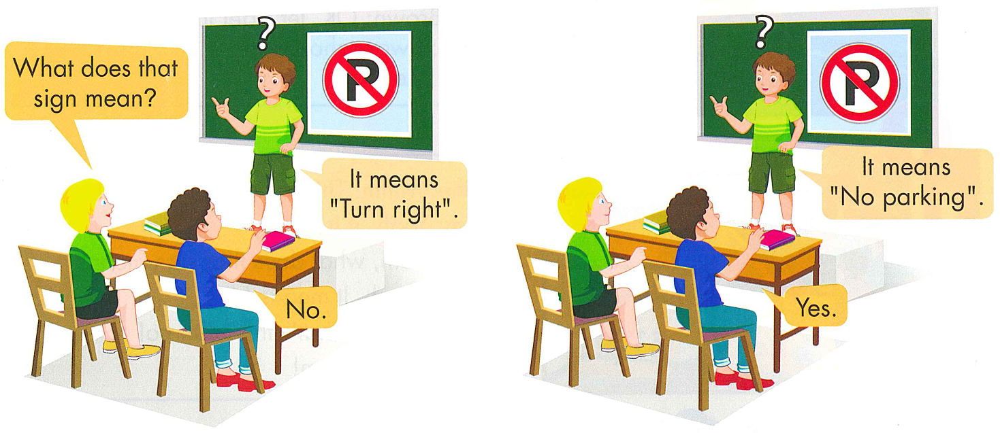 ?
What does that
sign mean?
P
It means
"Turn right".
No.
?
P
It means
"No parking".
Yes.